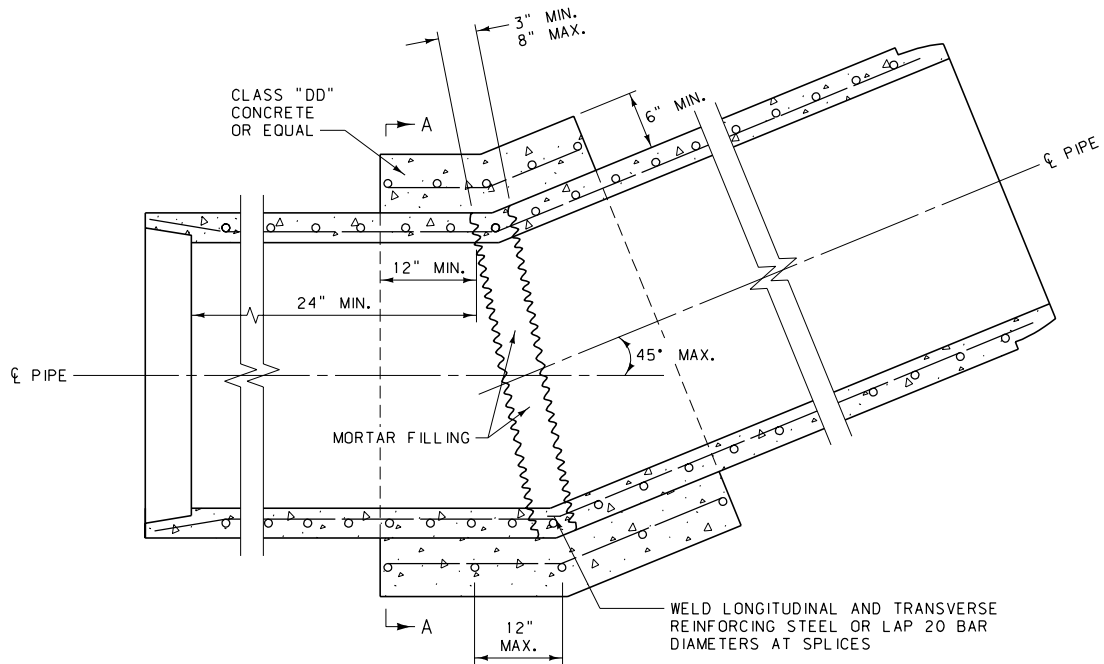 3" MIN.
8" MAX.
CLASS "DD"
CONCRETE
OR EQUAL
A
6" MIN.
℄ PIPE
12" MIN.
24" MIN.
45° MAX.
℄ PIPE
MORTAR FILLING
A
12"
MAX.
WELD LONGITUDINAL AND TRANSVERSE
REINFORCING STEEL OR LAP 20 BAR
DIAMETERS AT SPLICES